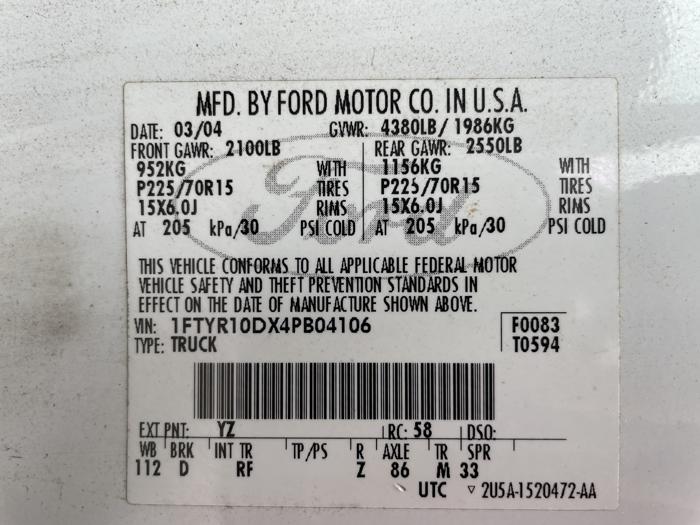 MFD. BY FORD MOTOR CO. IN U.S.A.
DATE: 03/04 GVWR: 4380LB/ 1986KG
FRONT GAWR: 2100LB REAR GAWR: 2550LB
952KG WITH 1156KG WITH
P225/70R15 TIRES P225/70R15 TIRES
15X6.0J RIMS 15X6.0J RIMS
AT 205 kPa/30 PSI COLD AT 205 kPa/30 PSI COLD
Ford
THIS VEHICLE CONFORMS TO ALL APPLICABLE FEDERAL MOTOR
VEHICLE SAFETY AND THEFT PREVENTION STANDARDS IN
EFFECT ON THE DATE OF MANUFACTURE SHOWN ABOVE.
VIN: 1FTYR10DX4PB04106 F0083
TYPE: TRUCK T0594
EXT PNT: YZ RC: 58 DSO:
WB BRK INT TR TP/PS R AXLE TR SPR
112 D RF Z 86 M 33
UTC ▽ 2U5A-1520472-AA